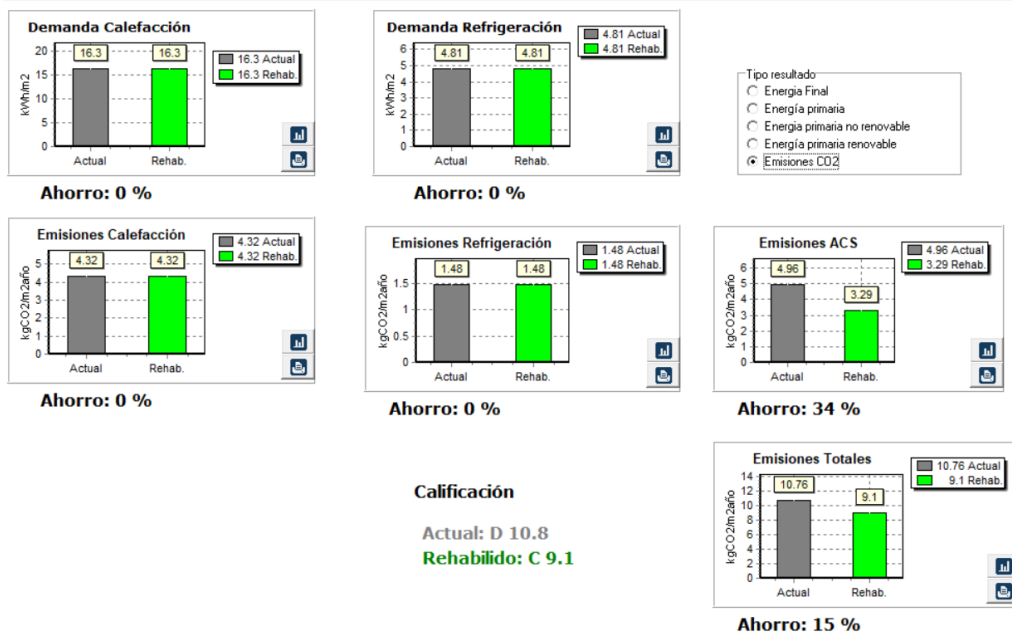 Demanda Calefacción
16.3 Actual
16.3 Rehab.
kWh/m2
20
15
10
5
0
16.3
16.3
Actual
Rehab.
Ahorro: 0 %
Demanda Refrigeración
4.81 Actual
4.81 Rehab.
kWh/m2
6
5
4
3
2
1
0
4.81
4.81
Actual
Rehab.
Ahorro: 0 %
Tipo resultado
Energia Final
Energía primaria
Energia primaria no renovable
Energía primaria renovable
Emisiones CO2
Emisiones Calefacción
4.32 Actual
4.32 Rehab.
kgCO2/m2año
5
4
3
2
1
0
4.32
4.32
Actual
Rehab.
Ahorro: 0 %
Emisiones Refrigeración
1.48 Actual
1.48 Rehab.
kgCO2/m2año
1.5
1
0.5
0
1.48
1.48
Actual
Rehab.
Ahorro: 0 %
Emisiones ACS
4.96 Actual
3.29 Rehab.
kgCO2/m2año
6
5
4
3
2
1
0
4.96
3.29
Actual
Rehab.
Ahorro: 34 %
Calificación
Actual: D 10.8
Rehabilido: C 9.1
Emisiones Totales
10.76 Actual
9.1 Rehab.
kgCO2/m2año
14
12
10
8
6
4
2
0
10.76
9.1
Actual
Rehab.
Ahorro: 15 %